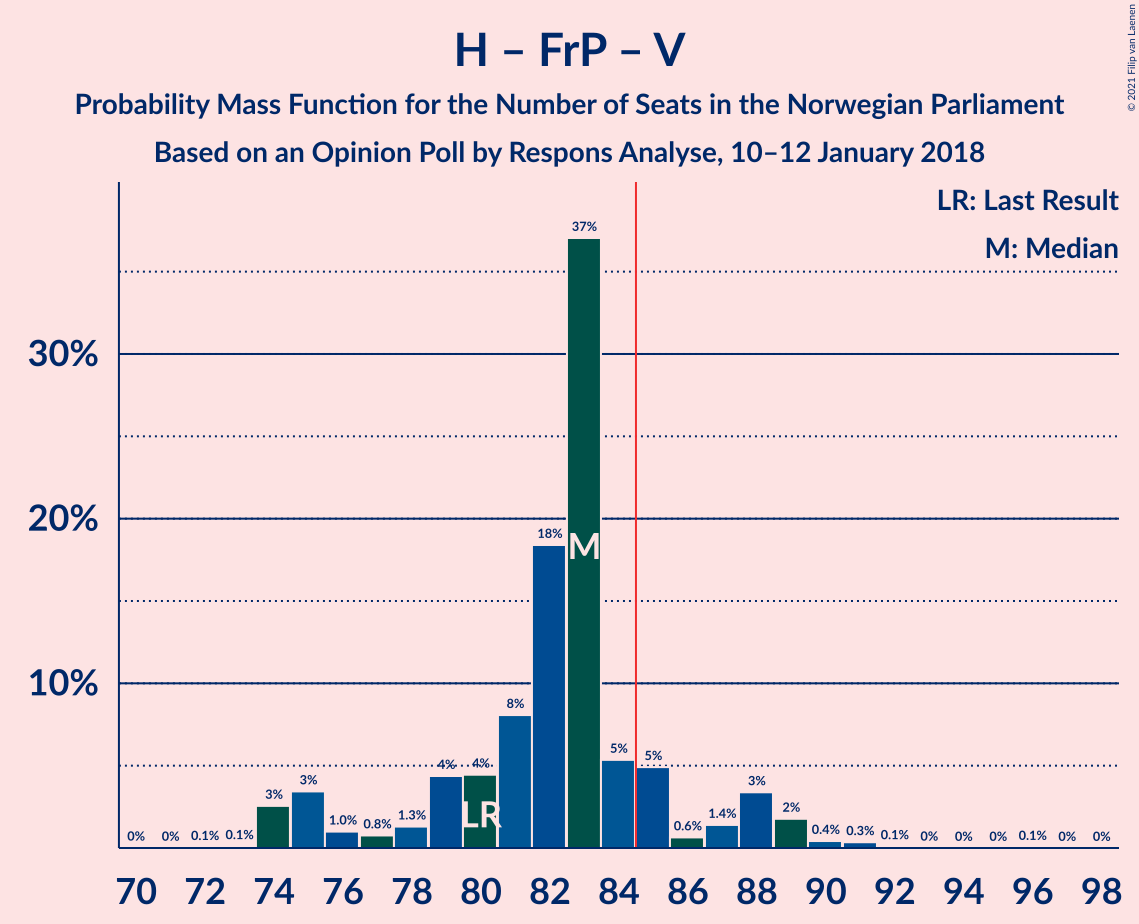 H – FrP – V
Probability Mass Function for the Number of Seats in the Norwegian Parliament
Based on an Opinion Poll by Respons Analyse, 10–12 January 2018
© 2021 Filip van Laenen
LR: Last Result
M: Median
37%
30%
20%
18%
M
10%
8%
5% 5%
4% 4%
3% 3% 3%
LR
2%
0% 0% 0.1% 0.1% 1.0% 0.8% 1.3% 0.6% 1.4% 0.4% 0.3% 0.1% 0% 0% 0% 0.1% 0% 0%
70 72 74 76 78 80 82 84 86 88 90 92 94 96 98